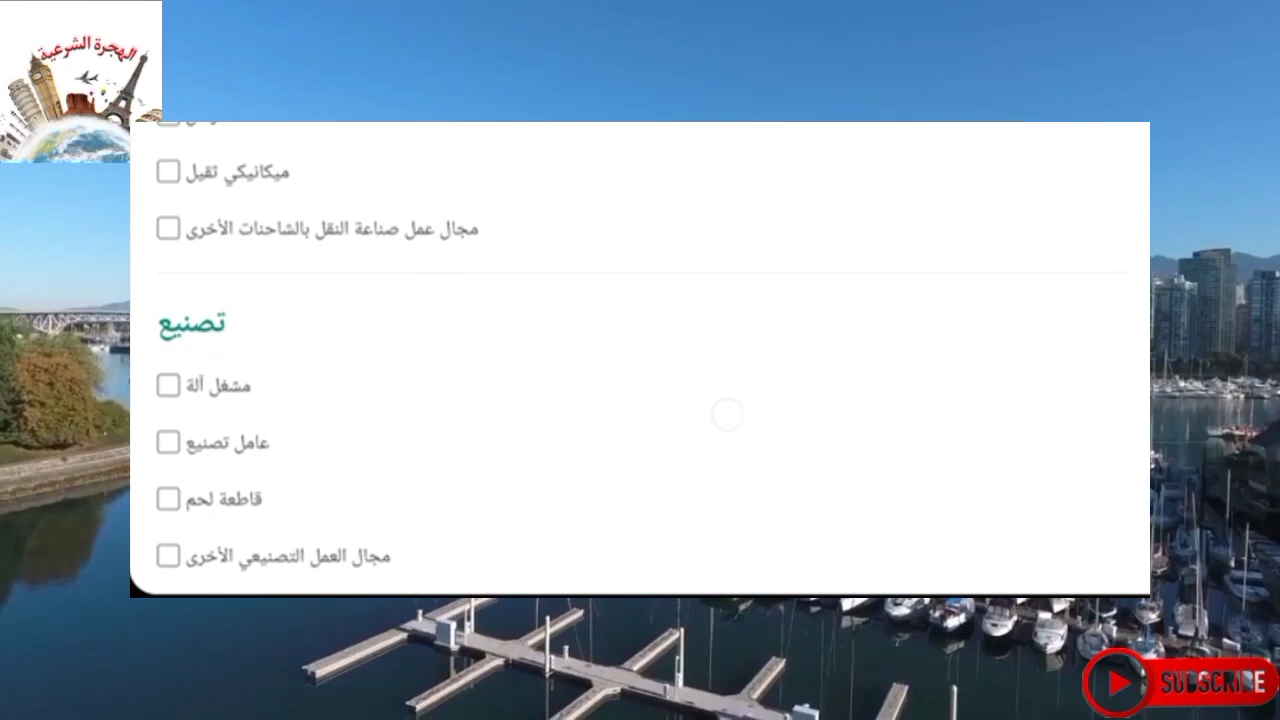 الهجرة الشرعية
ميكانيكي ثقيل
مجال عمل صناعة النقل بالشاحنات الأخرى
تصنيع
مشغل آلة
عامل تصنيع
قاطعة لحم
مجال العمل التصنيعي الأخرى
SUBSCRIBE